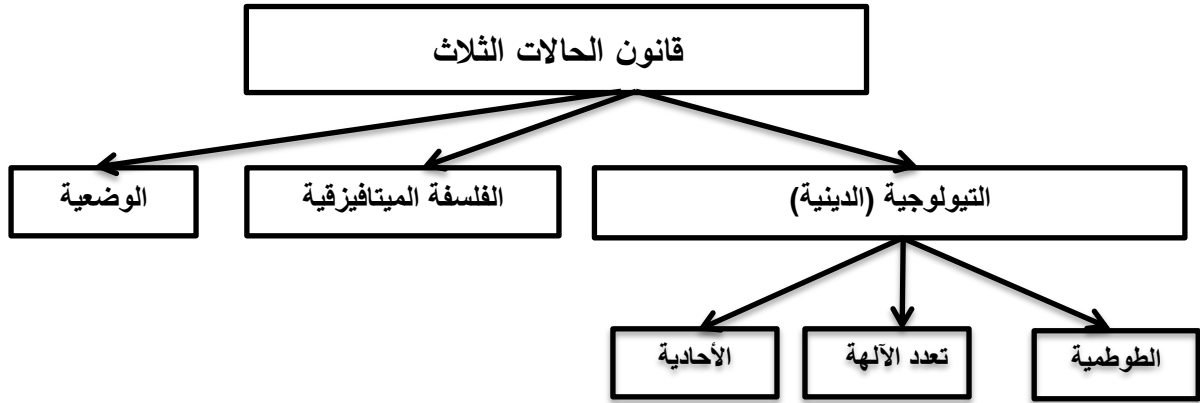 قانون الحالات الثلاث
التيولوجية (الدينية)
الفلسفة الميتافيزقية
الوضعية
الطوطمية
تعدد الآلهة
الأحادية